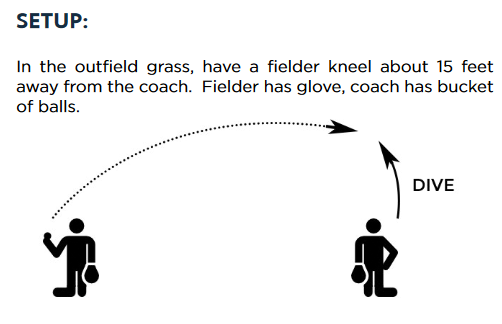 SETUP:
In the outfield grass, have a fielder kneel about 15 feet
away from the coach. Fielder has glove, coach has bucket
of balls.
DIVE